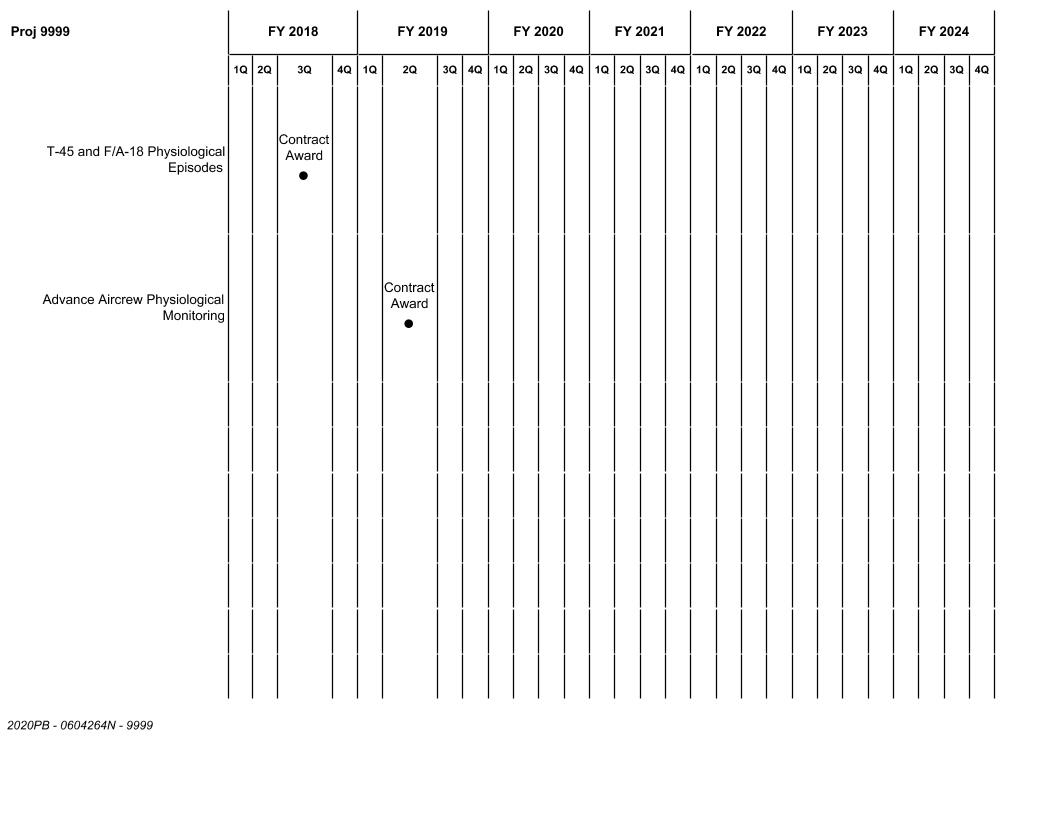 Proj 9999 FY 2018 FY 2019 FY 2020 FY 2021 FY 2022 FY 2023 FY 2024
1Q 2Q 3Q 4Q 1Q 2Q 3Q 4Q 1Q 2Q 3Q 4Q 1Q 2Q 3Q 4Q 1Q 2Q 3Q 4Q 1Q 2Q 3Q 4Q 1Q 2Q 3Q 4Q
T-45 and F/A-18 Physiological
Episodes
Contract
Award
Advance Aircrew Physiological
Monitoring
Contract
Award
2020PB - 0604264N - 9999